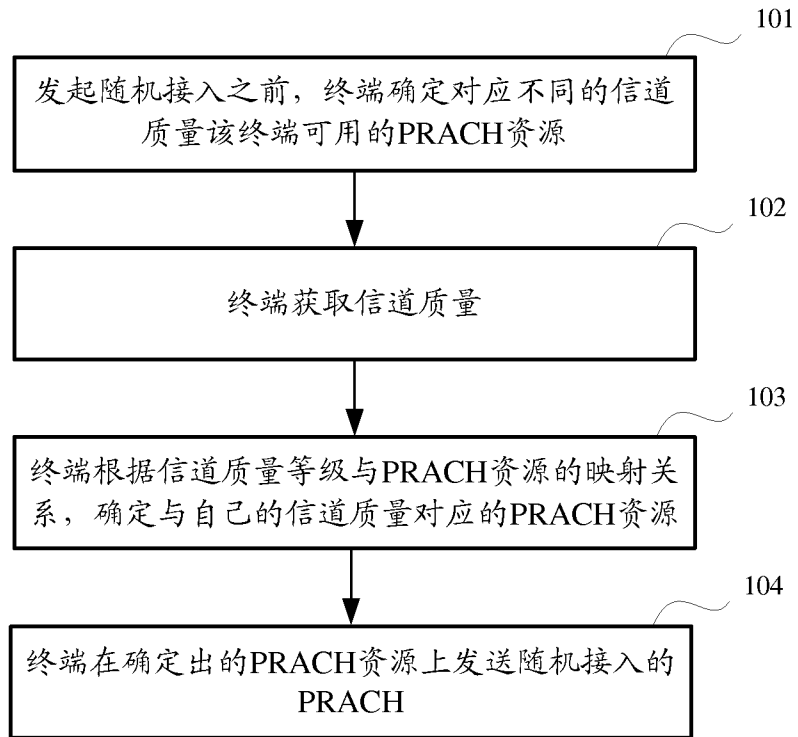 101
发起随机接入之前，终端确定对应不同的信道
质量该终端可用的PRACH资源
102
终端获取信道质量
103
终端根据信道质量等级与PRACH资源的映射关
系，确定与自己的信道质量对应的PRACH资源
104
终端在确定出的PRACH资源上发送随机接入的
PRACH